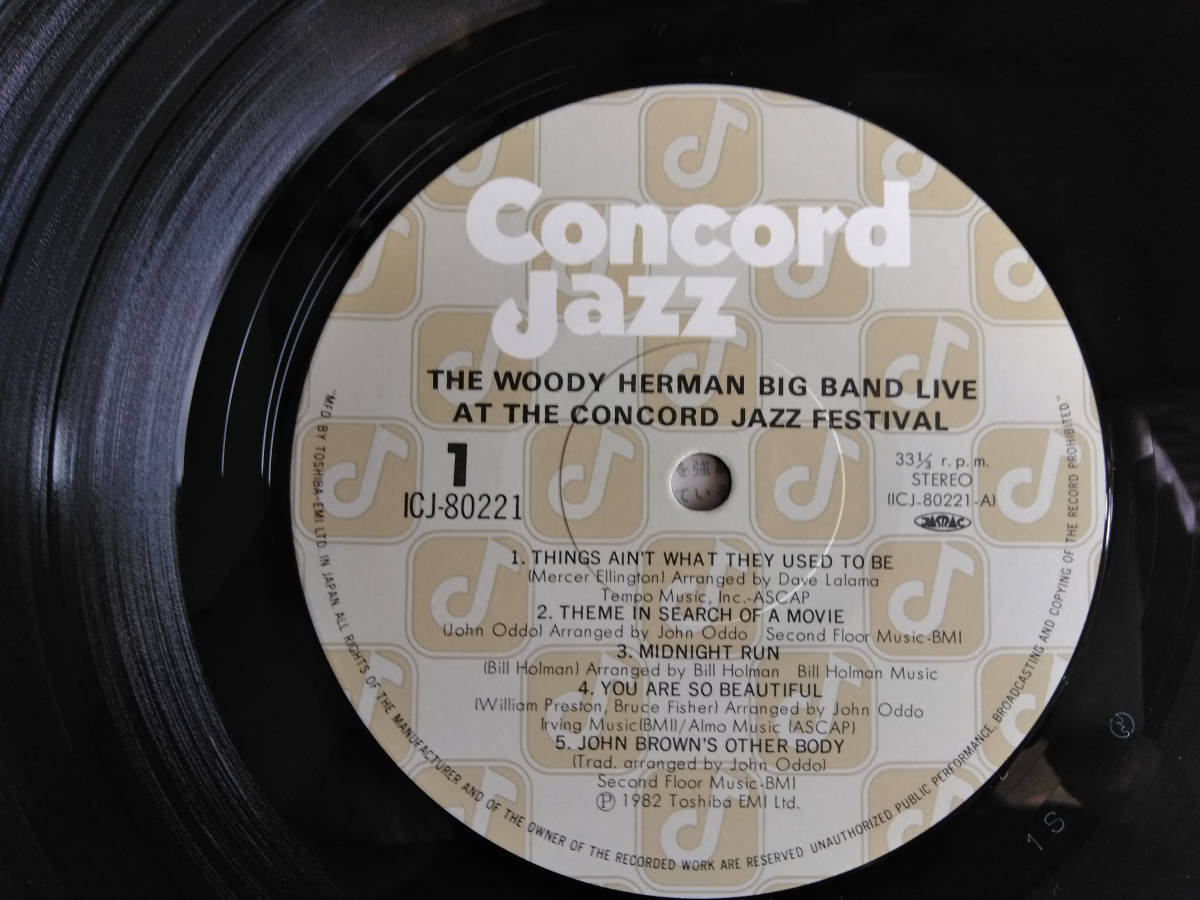 Concord
Jazz
THE WOODY HERMAN BIG BAND LIVE
AT THE CONCORD JAZZ FESTIVAL
1
ICJ-80221
33⅓ r.p.m.
STEREO
(ICJ-80221-A)
JASRAC
を強
てい
1. THINGS AIN'T WHAT THEY USED TO BE
(Mercer Ellington) Arranged by Dave Lalama
Tempo Music, Inc.-ASCAP
2. THEME IN SEARCH OF A MOVIE
(John Oddo) Arranged by John Oddo Second Floor Music-BMI
3. MIDNIGHT RUN
(Bill Holman) Arranged by Bill Holman Bill Holman Music
4. YOU ARE SO BEAUTIFUL
(William Preston, Bruce Fisher) Arranged by John Oddo
Irving Music(BMI)/Almo Music (ASCAP)
5. JOHN BROWN'S OTHER BODY
(Trad. arranged by John Oddo)
Second Floor Music-BMI
Ⓟ 1982 Toshiba EMI Ltd.
"MFD BY TOSHIBA-EMI LTD. IN JAPAN. ALL RIGHTS OF THE MANUFACTURER AND OF THE OWNER OF THE RECORDED WORK ARE RESERVED. UNAUTHORIZED PUBLIC PERFORMANCE. BROADCASTING AND COPYING OF THE RECORD PROHIBITED."
1 S